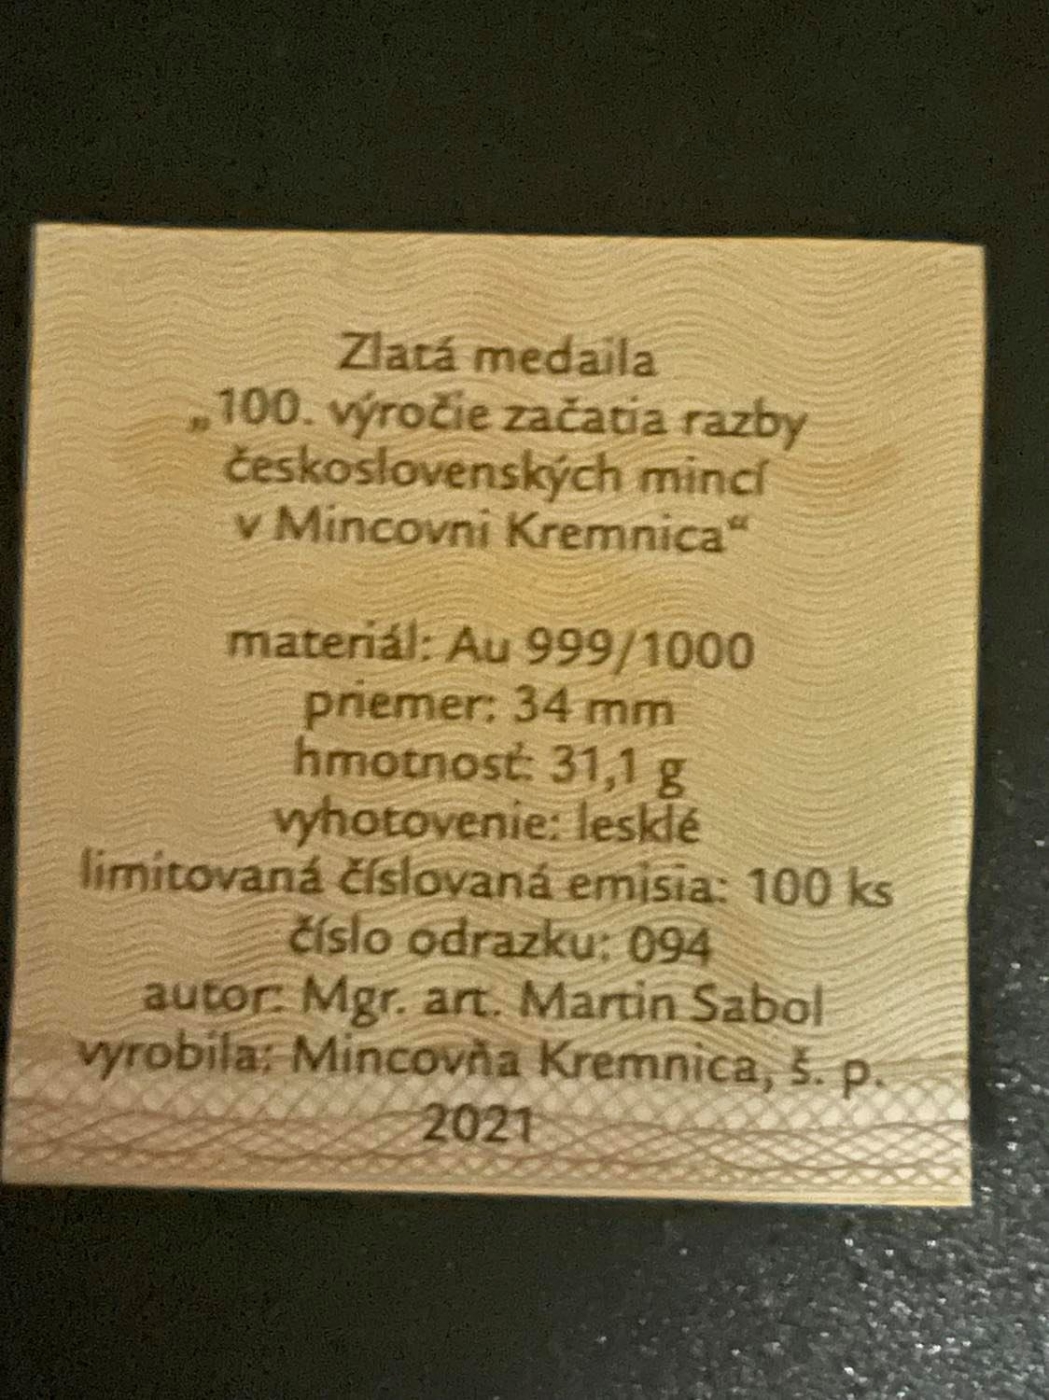 Zlatá medaila
„100. výročie začatia razby
československých mincí
v Mincovni Kremnica“
materiál: Au 999/1000
priemer: 34 mm
hmotnosť: 31,1 g
vyhotovenie: lesklé
limitovaná číslovaná emisia: 100 ks
číslo odrazku: 094
autor: Mgr. art. Martin Sabol
vyrobila: Mincovňa Kremnica, š. p.
2021